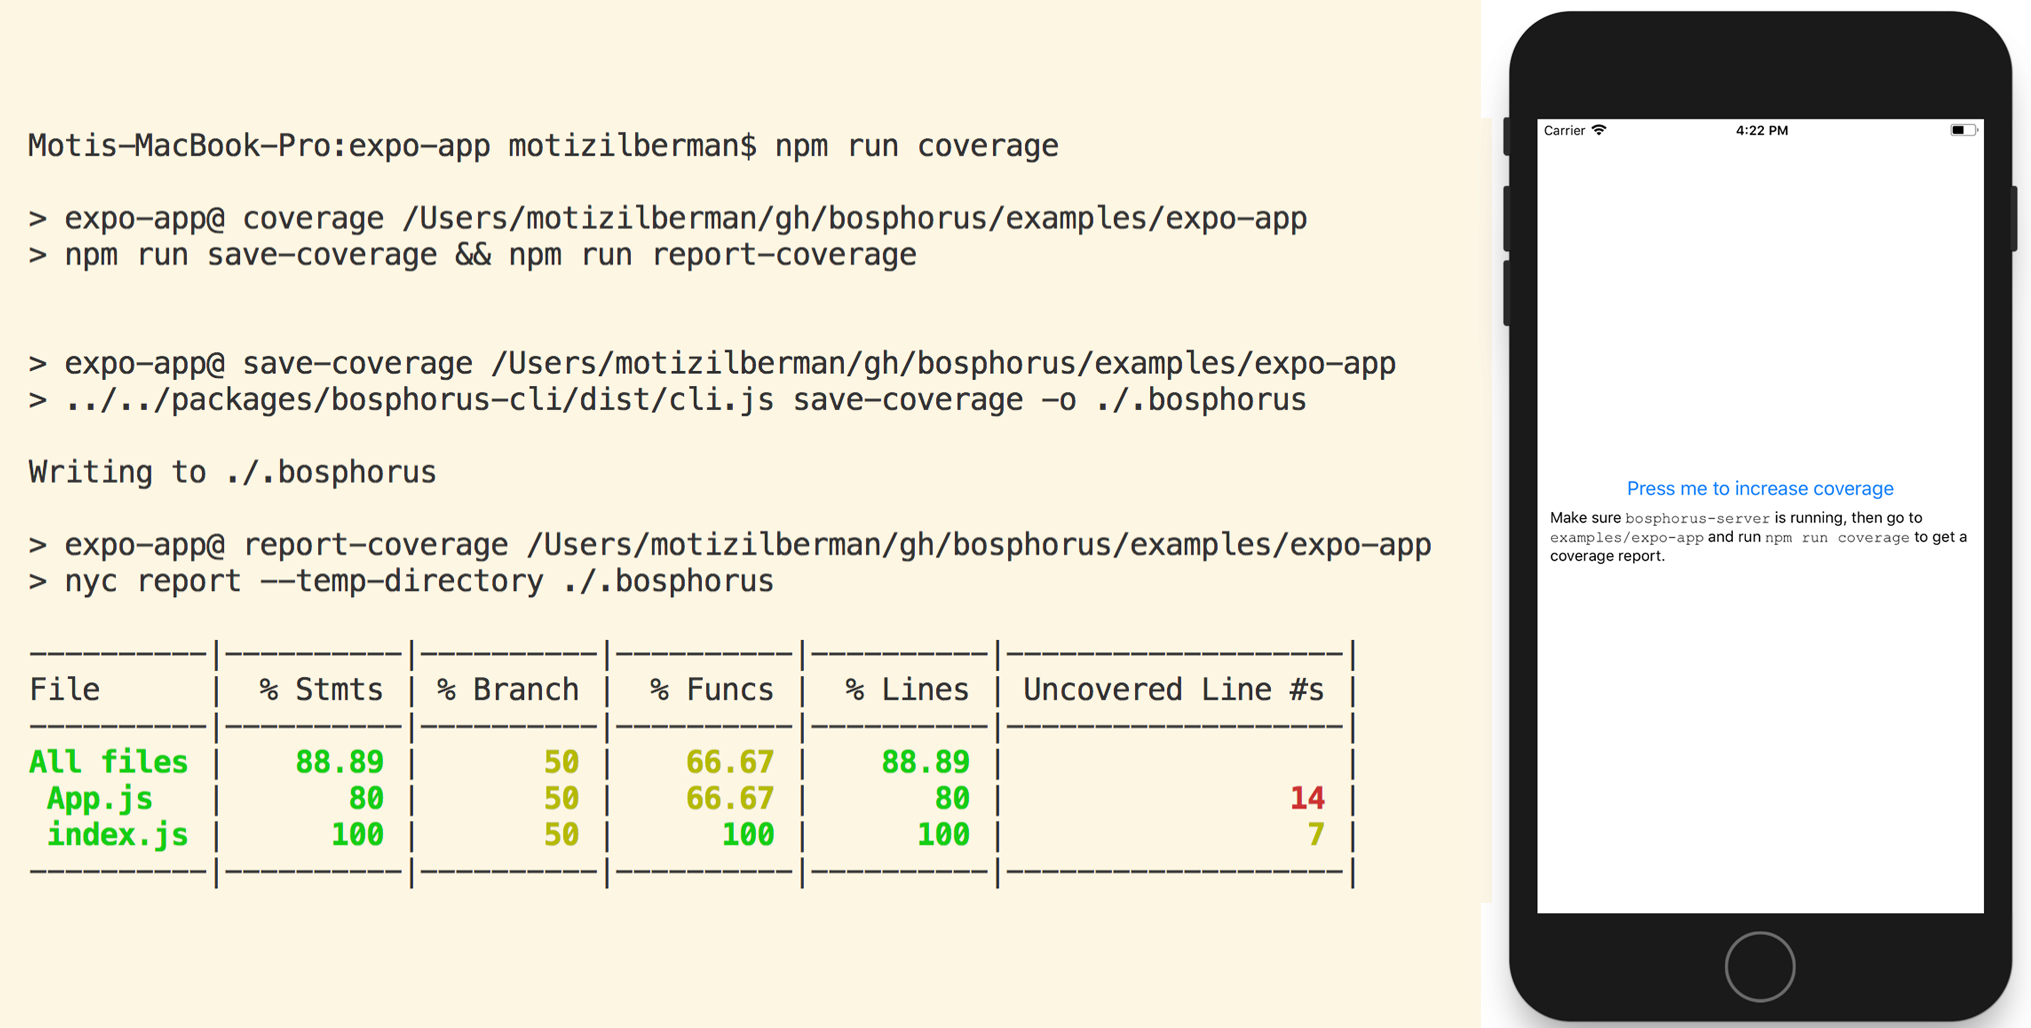 Motis-MacBook-Pro:expo-app motizilberman$ npm run coverage
> expo-app@ coverage /Users/motizilberman/gh/bosphorus/examples/expo-app
> npm run save-coverage && npm run report-coverage
> expo-app@ save-coverage /Users/motizilberman/gh/bosphorus/examples/expo-app
> ../../packages/bosphorus-cli/dist/cli.js save-coverage -o ./.bosphorus
Writing to ./.bosphorus
> expo-app@ report-coverage /Users/motizilberman/gh/bosphorus/examples/expo-app
> nyc report --temp-directory ./.bosphorus
----------|----------|----------|----------|----------|-------------------|
File      |  % Stmts | % Branch |  % Funcs |  % Lines | Uncovered Line #s |
----------|----------|----------|----------|----------|-------------------|
All files |    88.89 |       50 |    66.67 |    88.89 |                   |
 App.js   |       80 |       50 |    66.67 |       80 |                14 |
 index.js |      100 |       50 |      100 |      100 |                 7 |
----------|----------|----------|----------|----------|-------------------|
Carrier 4:22 PM
Press me to increase coverage
Make sure bosphorus-server is running, then go to
examples/expo-app and run npm run coverage to get a
coverage report.